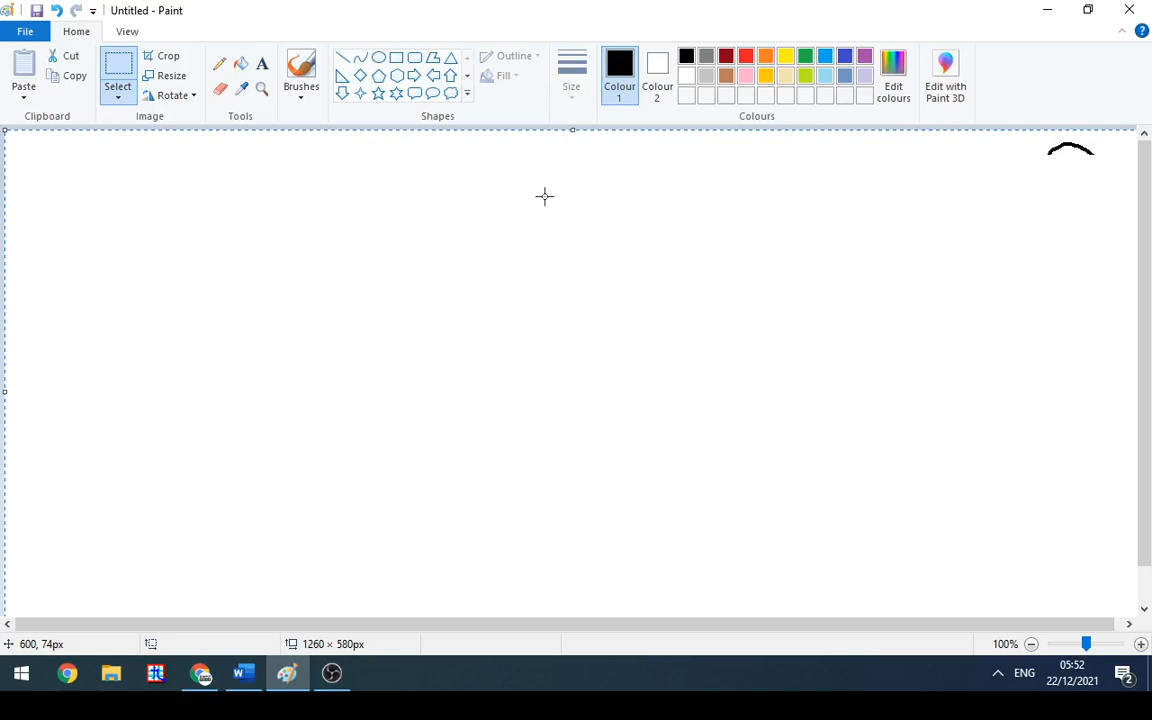 Untitled - Paint
File Home View
Paste
Cut
Copy
Clipboard
Select
Crop
Resize
Rotate
Image
A
Tools
Brushes
Shapes
Outline
Fill
Size
Colour 1
Colour 2
Edit colours
Colours
Edit with Paint 3D
600, 74px
1260 × 580px
100%
W
ENG
05:52
22/12/2021
2